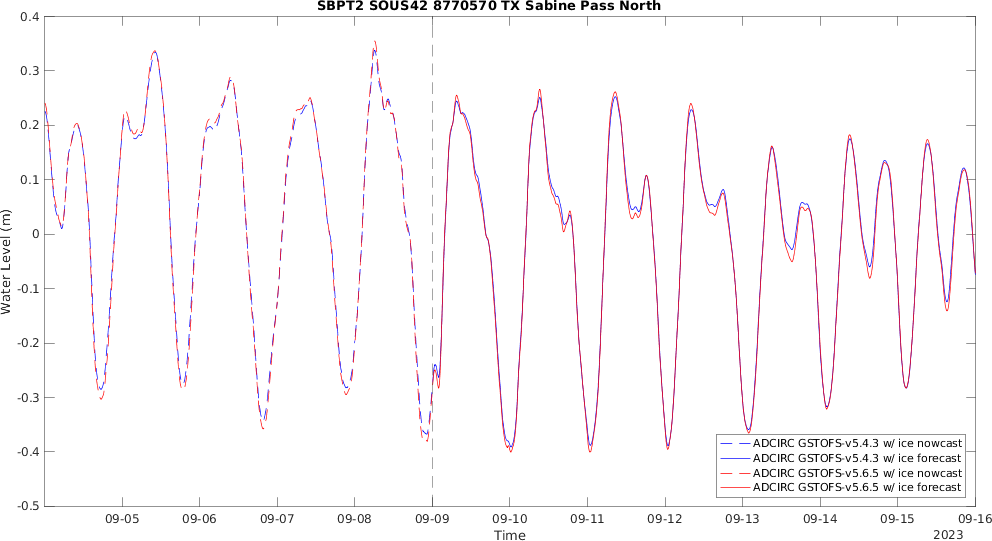 SBPT2 SOUS42 8770570 TX Sabine Pass North
0.4
0.3
0.2
0.1
0
-0.1
-0.2
-0.3
-0.4
-0.5
Water Level (m)
ADCIRC GSTOFS-v5.4.3 w/ ice nowcast
ADCIRC GSTOFS-v5.4.3 w/ ice forecast
ADCIRC GSTOFS-v5.6.5 w/ ice nowcast
ADCIRC GSTOFS-v5.6.5 w/ ice forecast
09-05 09-06 09-07 09-08 09-09 09-10 09-11 09-12 09-13 09-14 09-15 09-16
Time
2023